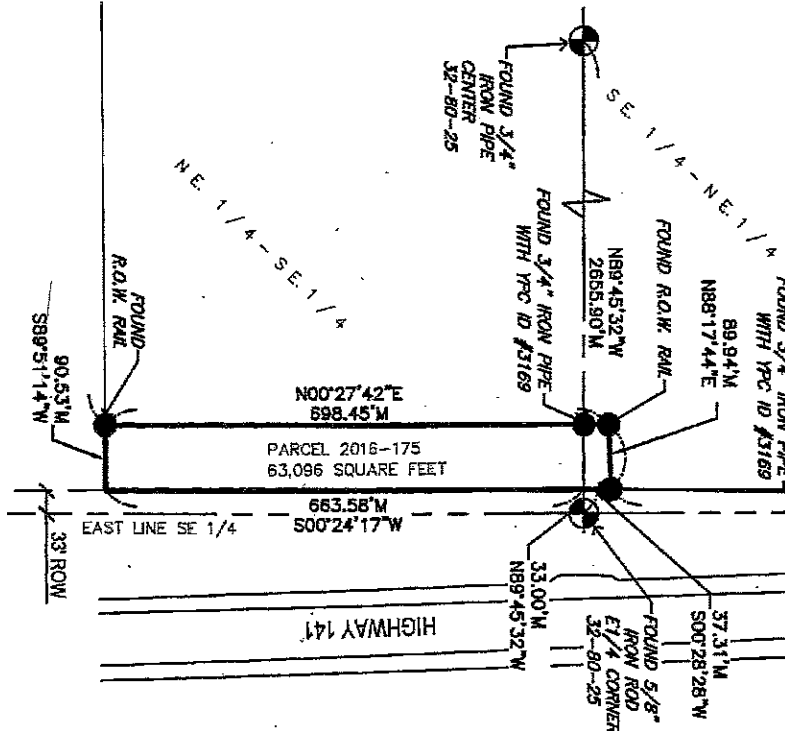 FOUND 3/4"
IRON PIPE
CENTER
32-80-25
S.E. 1/4 - N.E. 1/4
N.E. 1/4 - S.E. 1/4
FOUND 3/4" IRON PIPE
WITH YPC ID #3169
N89°45'32"W
2655.90'M
FOUND R.O.W. RAIL
N88°17'44"E
89.94'M
FOUND 3/4" IRON PIPE
WITH YPC ID #3169
FOUND
R.O.W. RAIL
90.53'M
S89°51'14"W
N00°27'42"E
698.45'M
PARCEL 2016-175
63,096 SQUARE FEET
663.58'M
S00°24'17"W
EAST LINE SE 1/4
33' ROW
HIGHWAY 141
33.00'M
N89°45'32"W
FOUND 5/8"
IRON ROD
E1/4 CORNER
32-80-25
37.31'M
S00°28'28"W